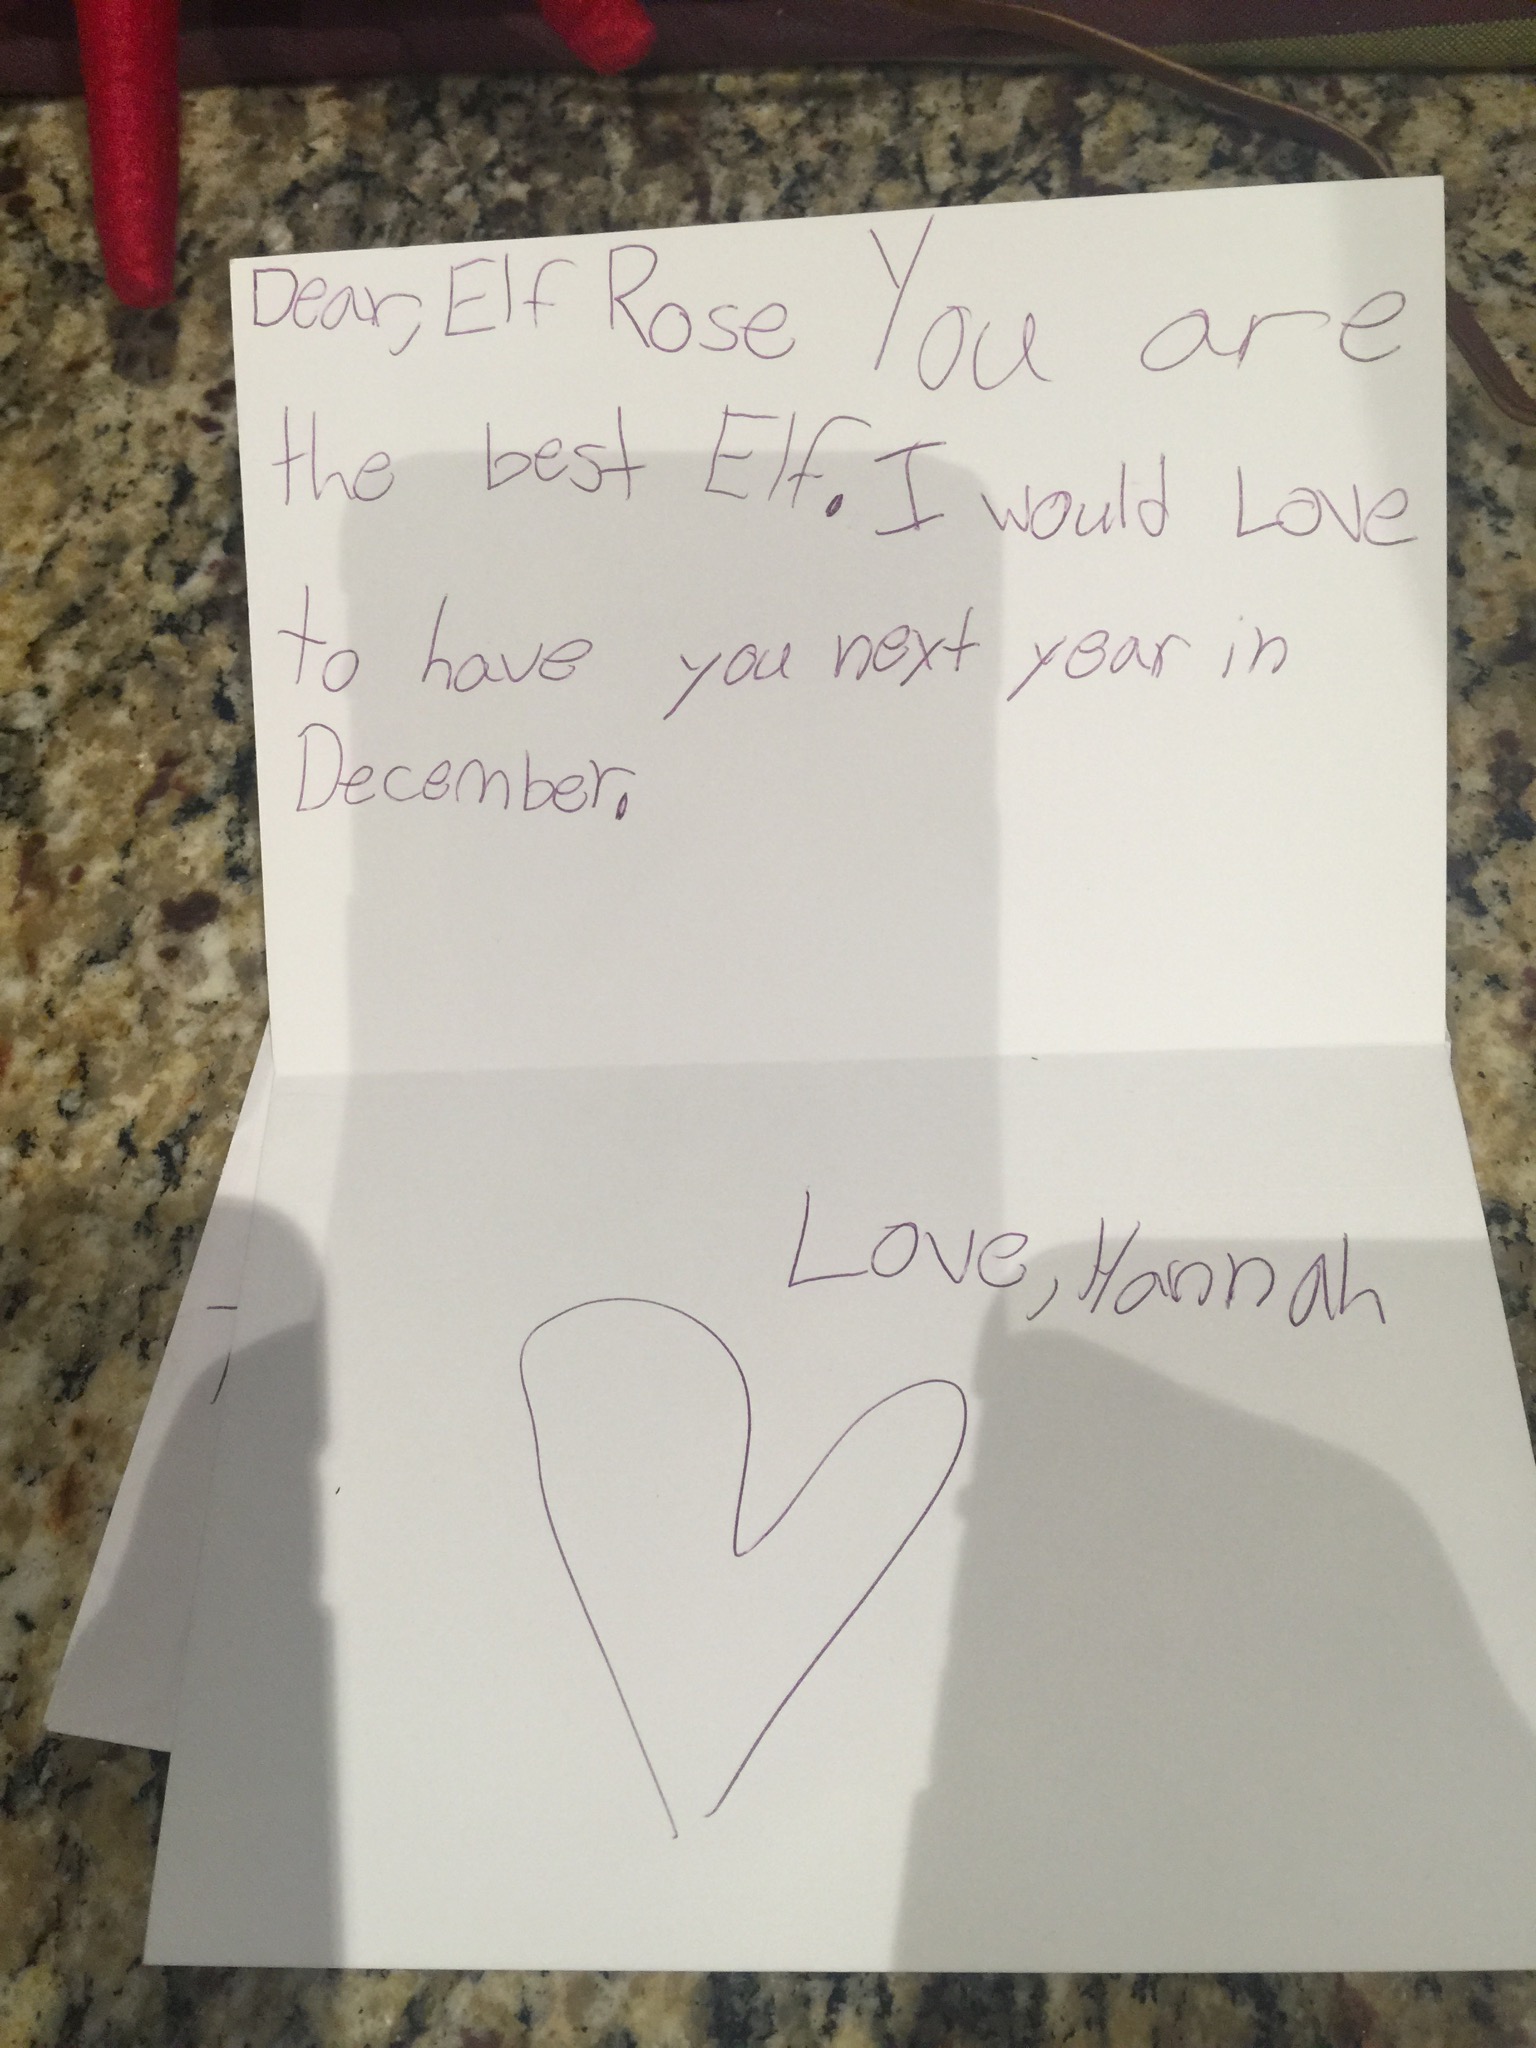 Dear, Elf Rose You are
the best Elf. I would Love
to have you next year in
December.
Love, Hannah